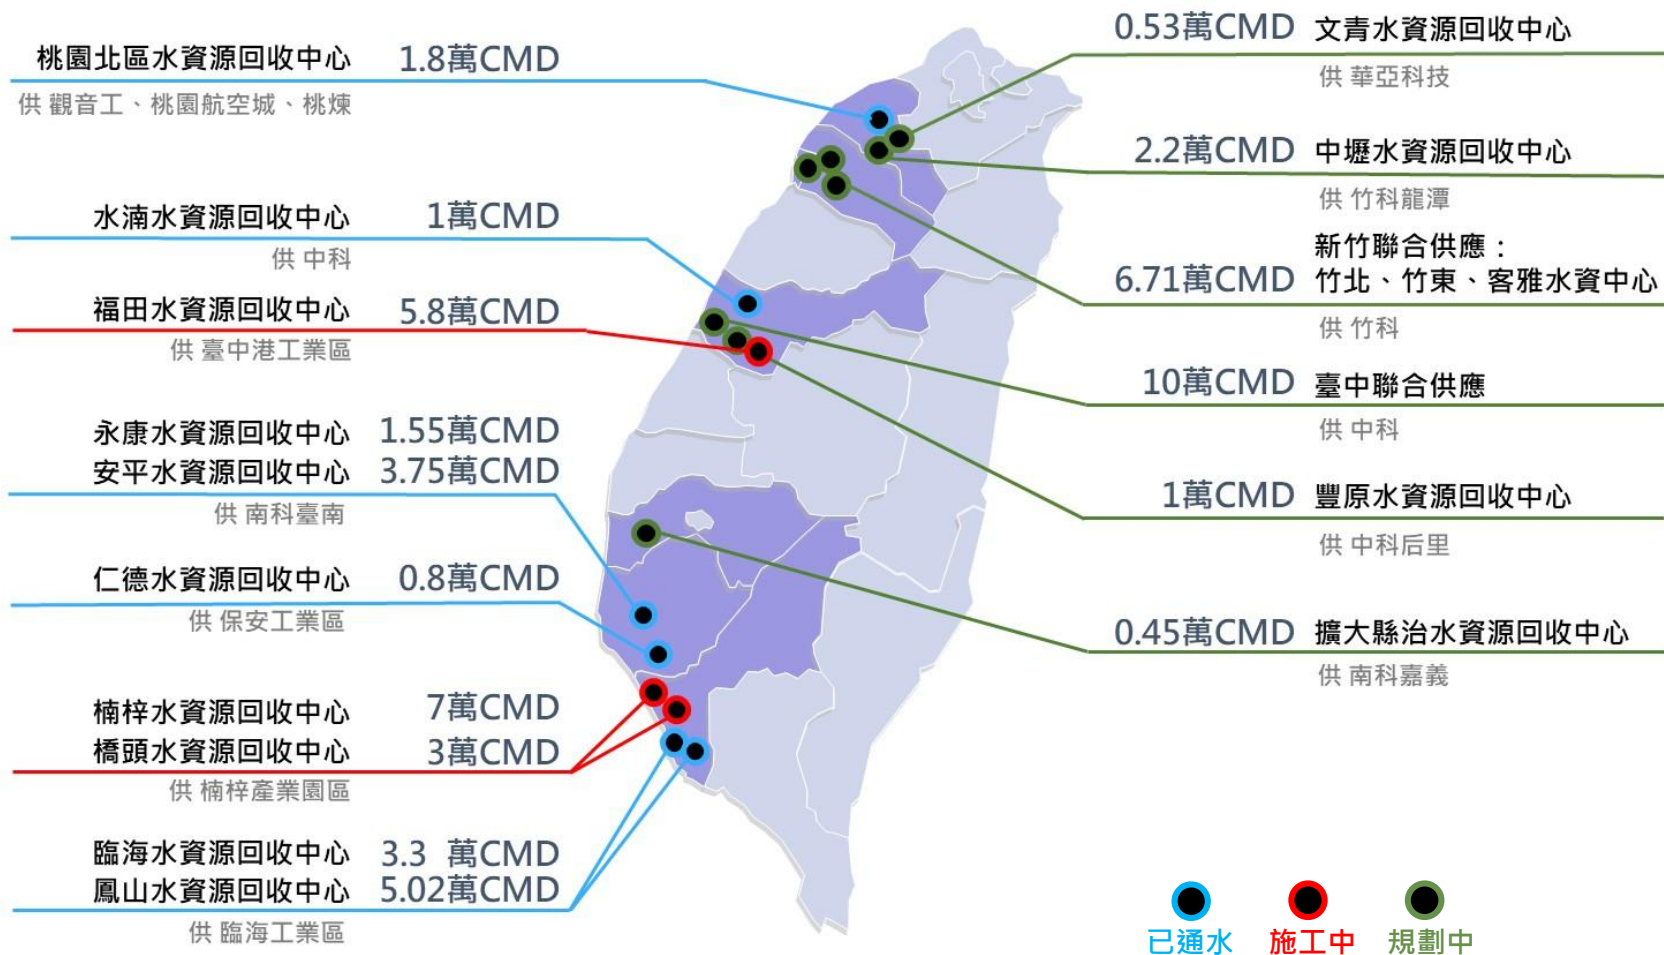 桃園北區水資源回收中心 1.8萬CMD
供 觀音工、桃園航空城、桃煉
水湳水資源回收中心 1萬CMD
供 中科
福田水資源回收中心 5.8萬CMD
供 臺中港工業區
永康水資源回收中心 1.55萬CMD
安平水資源回收中心 3.75萬CMD
供 南科臺南
仁德水資源回收中心 0.8萬CMD
供 保安工業區
楠梓水資源回收中心 7萬CMD
橋頭水資源回收中心 3萬CMD
供 楠梓產業園區
臨海水資源回收中心 3.3 萬CMD
鳳山水資源回收中心 5.02萬CMD
供 臨海工業區
0.53萬CMD 文青水資源回收中心
供 華亞科技
2.2萬CMD 中壢水資源回收中心
供 竹科龍潭
新竹聯合供應：
6.71萬CMD 竹北、竹東、客雅水資中心
供 竹科
10萬CMD 臺中聯合供應
供 中科
1萬CMD 豐原水資源回收中心
供 中科后里
0.45萬CMD 擴大縣治水資源回收中心
供 南科嘉義
已通水 施工中 規劃中